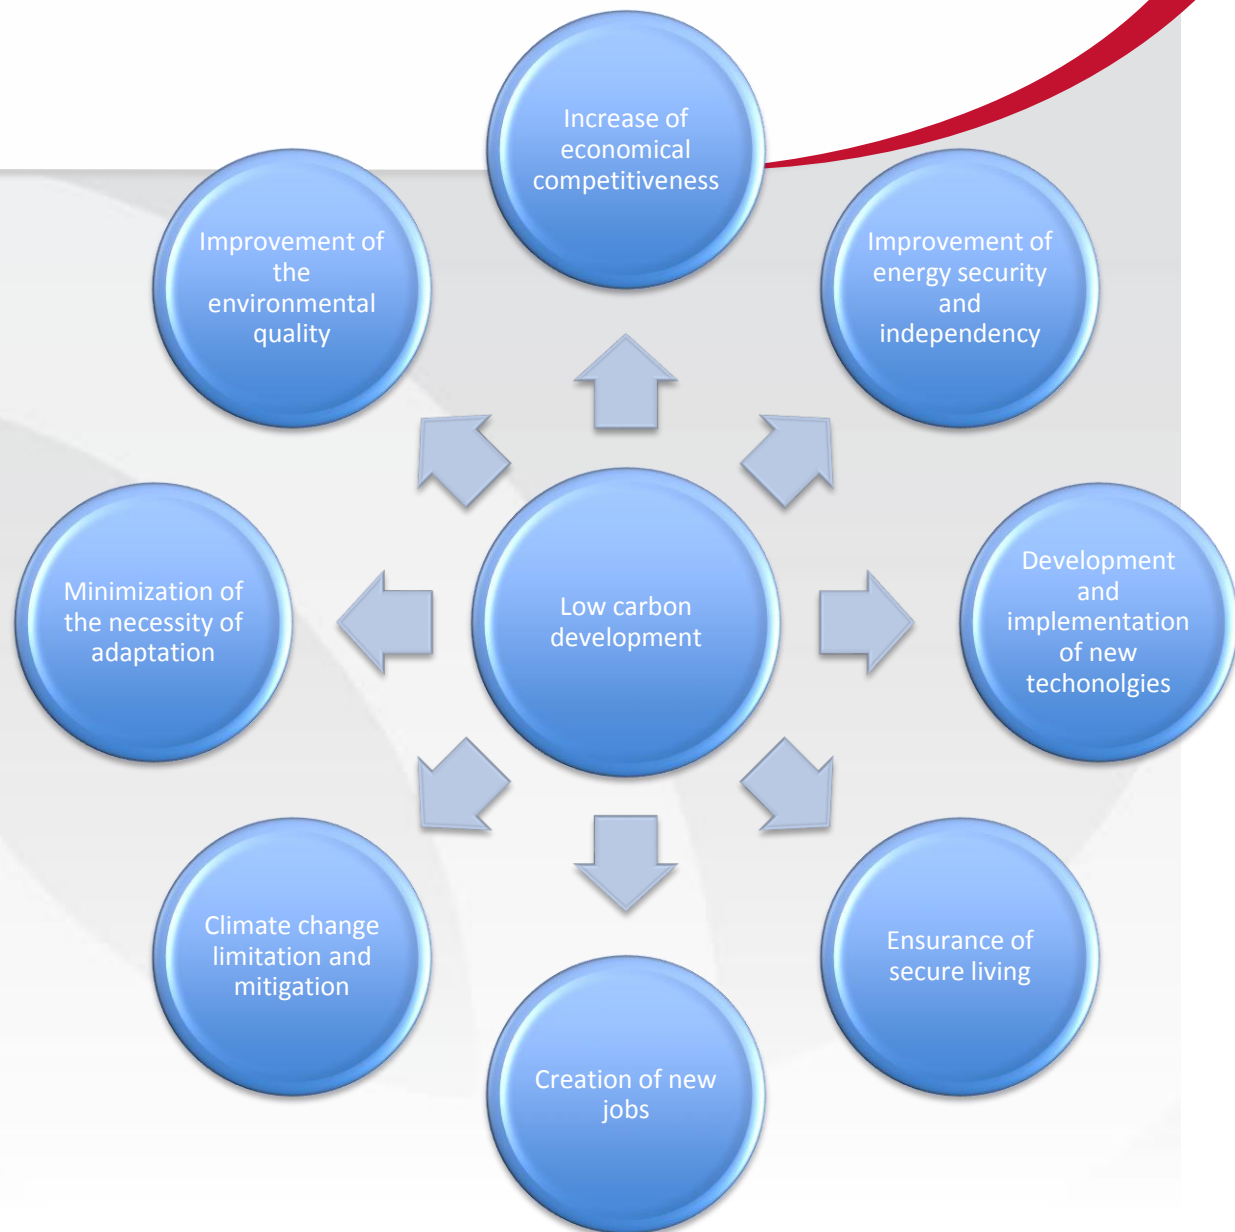 Increase of
economical
competitiveness
Improvement of
energy security
and
independency
Development
and
implementation
of new
techonolgies
Ensurance of
secure living
Creation of new
jobs
Climate change
limitation and
mitigation
Minimization of
the necessity of
adaptation
Improvement of
the
environmental
quality
Low carbon
development